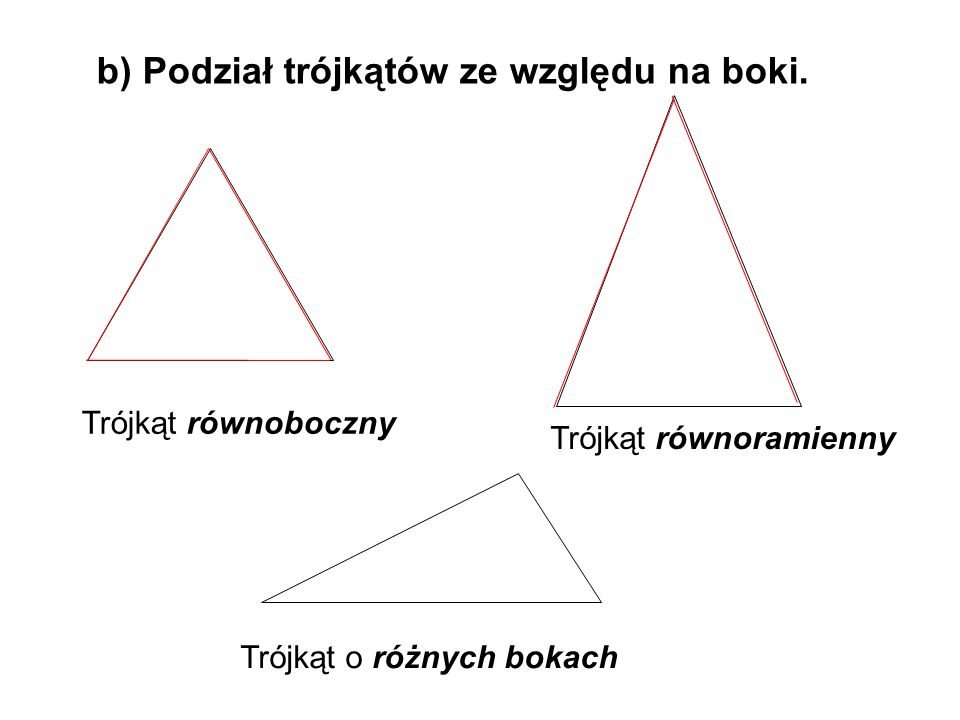 b) Podział trójkątów ze względu na boki.
Trójkąt równoboczny
Trójkąt równoramienny
Trójkąt o różnych bokach